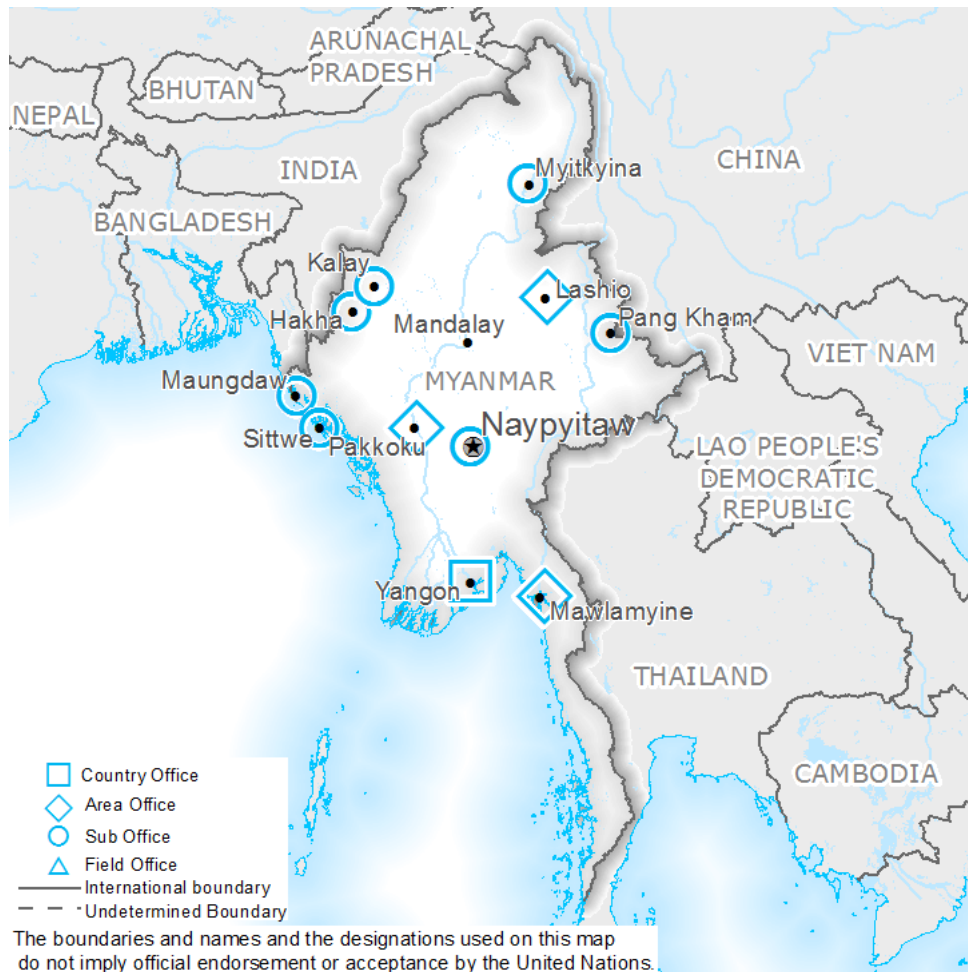 ARUNACHAL
PRADESH
BHUTAN
NEPAL
INDIA
CHINA
BANGLADESH
Myitkyina
Kalay
Lashio
Hakha
Mandalay
Pang Kham
VIET NAM
Maungdaw
MYANMAR
Sittwe
Pakkoku
Naypyitaw
LAO PEOPLE'S
DEMOCRATIC
REPUBLIC
Yangon
Mawlamyine
THAILAND
CAMBODIA
Country Office
Area Office
Sub Office
Field Office
International boundary
Undetermined Boundary
The boundaries and names and the designations used on this map
do not imply official endorsement or acceptance by the United Nations.